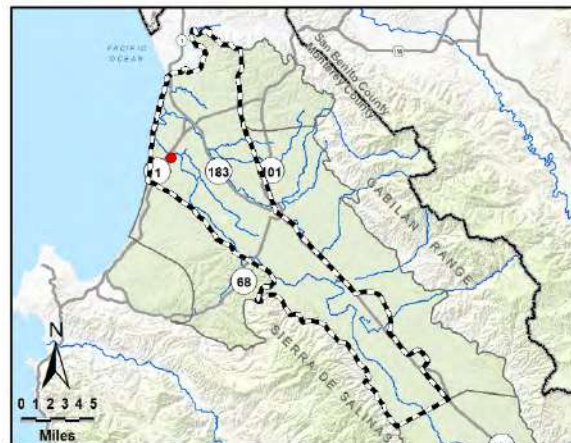 PACIFIC
OCEAN
1
San Benito County
Monterey County
1
183
101
GABILAN RANGE
68
SIERRA DE SALINAS
N
0 1 2 3 4 5
Miles